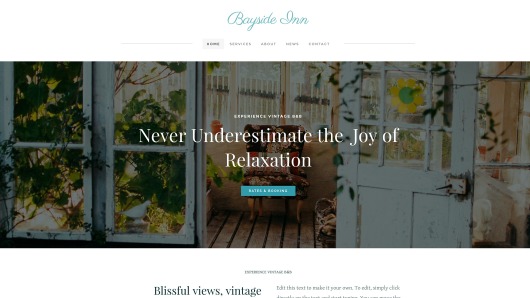 Bayside Inn
HOME SERVICES ABOUT NEWS CONTACT
EXPERIENCE VINTAGE B&B
Never Underestimate the Joy of
Relaxation
RATES & BOOKING
EXPERIENCE VINTAGE B&B
Blissful views, vintage
Edit this text to make it your own. To edit, simply click